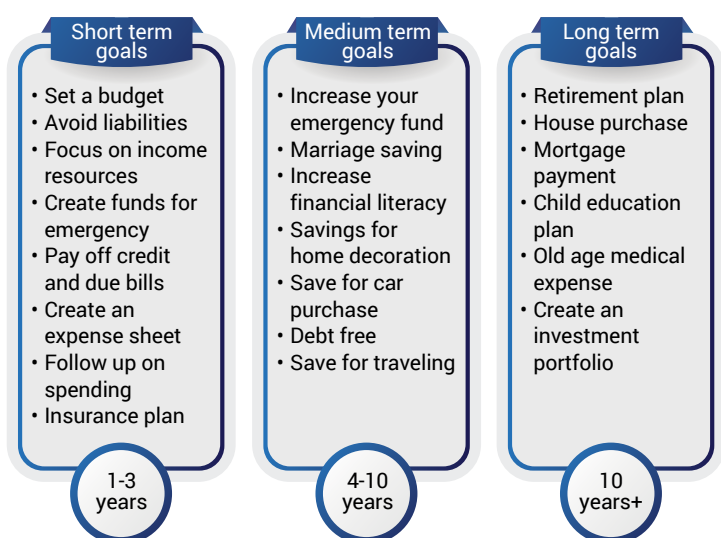 Short term
goals
• Set a budget
• Avoid liabilities
• Focus on income
resources
• Create funds for
emergency
• Pay off credit
and due bills
• Create an
expense sheet
• Follow up on
spending
• Insurance plan
1-3
years
Medium term
goals
• Increase your
emergency fund
• Marriage saving
• Increase
financial literacy
• Savings for
home decoration
• Save for car
purchase
• Debt free
• Save for traveling
4-10
years
Long term
goals
• Retirement plan
• House purchase
• Mortgage
payment
• Child education
plan
• Old age medical
expense
• Create an
investment
portfolio
10
years+